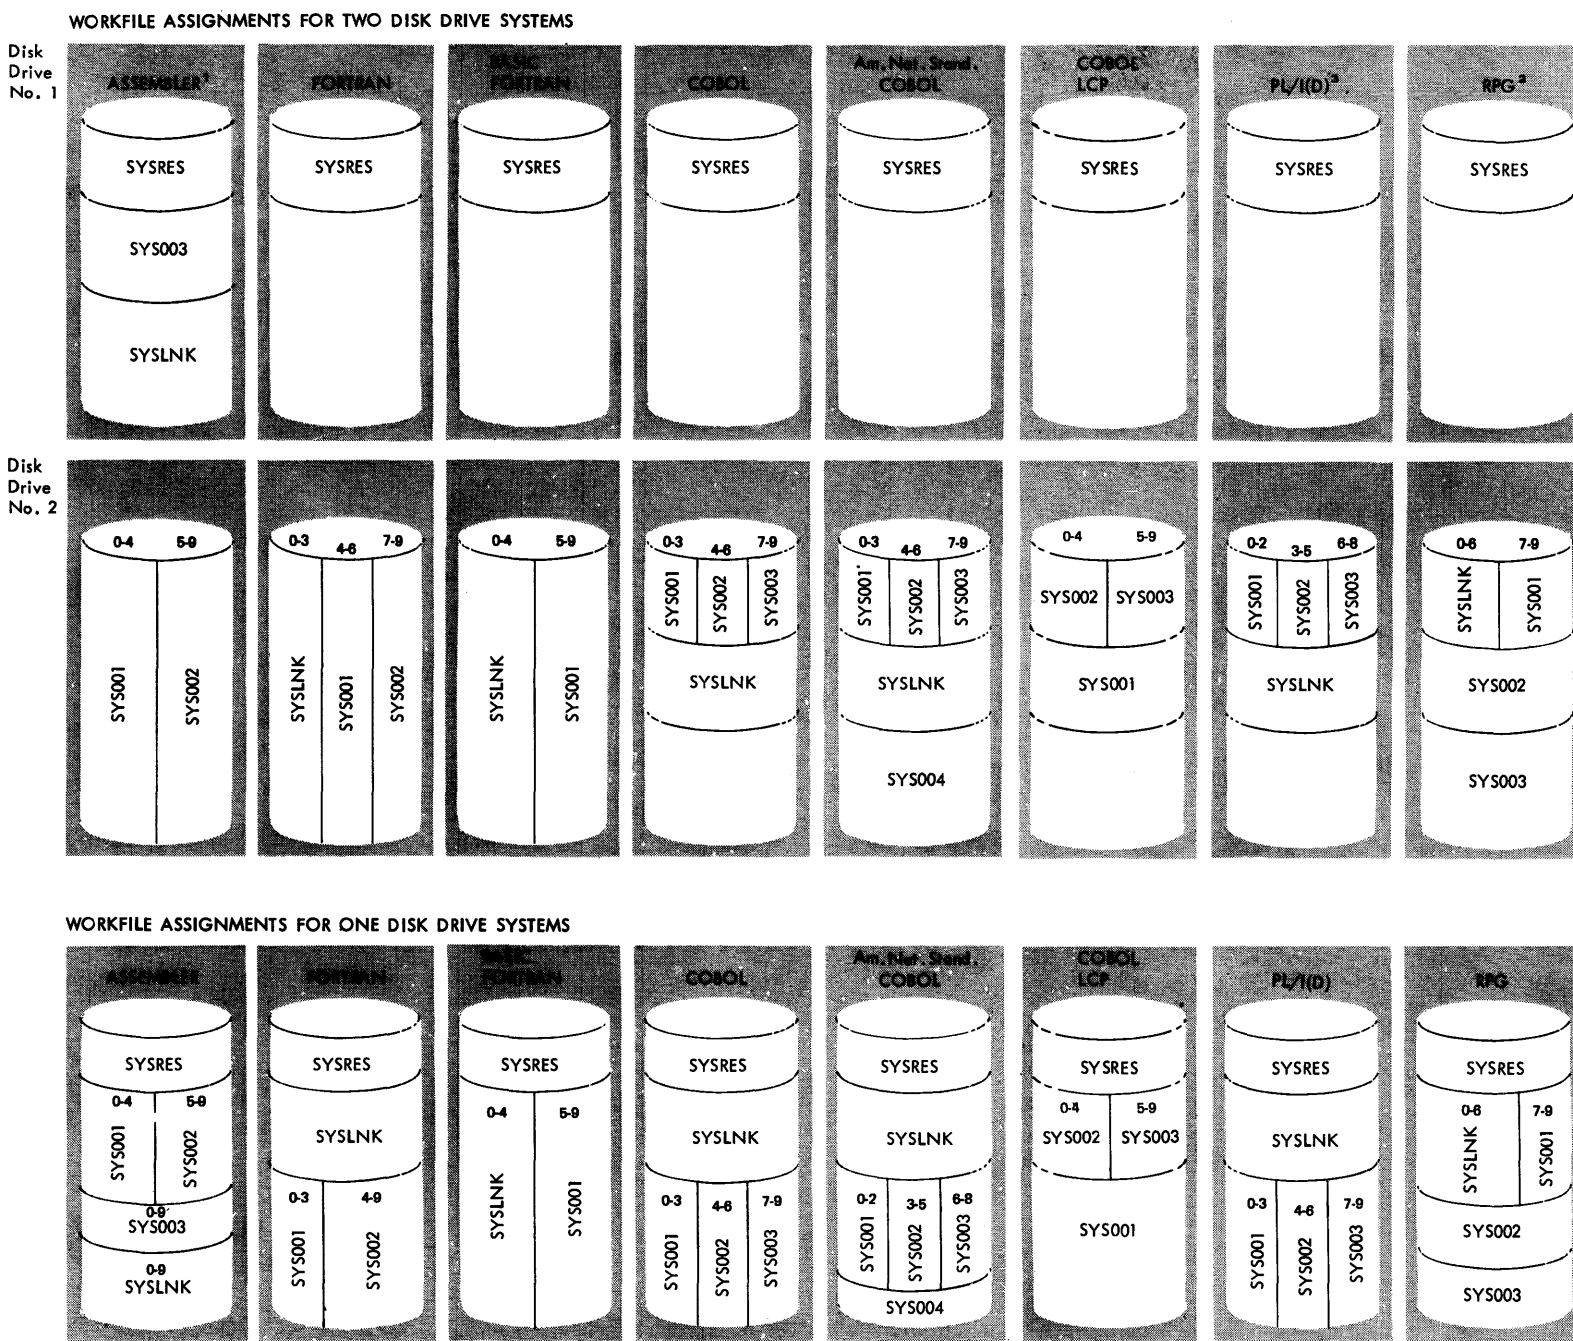 WORKFILE ASSIGNMENTS FOR TWO DISK DRIVE SYSTEMS
Disk
Drive
No. 1
ASSEMBLER¹
FORTRAN
BASIC
FORTRAN
COBOL
Am. Nat. Stand.
COBOL
COBOL
LCP
PL/I(D)³
RPG³
SYSRES SYSRES SYSRES SYSRES SYSRES SYSRES SYSRES SYSRES
SYS003
SYSLNK
Disk
Drive
No. 2
0-4 5-9
SYS001 SYS002
0-3 4-6 7-9
SYSLNK SYS001 SYS002
0-4 5-9
SYSLNK SYS001
0-3 4-6 7-9
SYS001 SYS002 SYS003
SYSLNK
0-3 4-6 7-9
SYS001 SYS002 SYS003
SYSLNK
SYS004
0-4 5-9
SYS002 SYS003
SYS001
0-2 3-5 6-8
SYS001 SYS002 SYS003
SYSLNK
0-6 7-9
SYSLNK SYS001
SYS002
SYS003
WORKFILE ASSIGNMENTS FOR ONE DISK DRIVE SYSTEMS
ASSEMBLER
SYSRES
0-4 5-9
SYS001 SYS002
0-9
SYS003
0-9
SYSLNK
FORTRAN
SYSRES
SYSLNK
0-3 4-9
SYS001 SYS002
BASIC
FORTRAN
SYSRES
0-4 5-9
SYSLNK SYS001
COBOL
SYSRES
SYSLNK
0-3 4-6 7-9
SYS001 SYS002 SYS003
Am. Nat. Stand.
COBOL
SYSRES
SYSLNK
0-2 3-5 6-8
SYS001 SYS002 SYS003
SYS004
COBOL
LCP
SYSRES
0-4 5-9
SYS002 SYS003
SYS001
PL/I(D)
SYSRES
SYSLNK
0-3 4-6 7-9
SYS001 SYS002 SYS003
RPG
SYSRES
0-6 7-9
SYSLNK SYS001
SYS002
SYS003